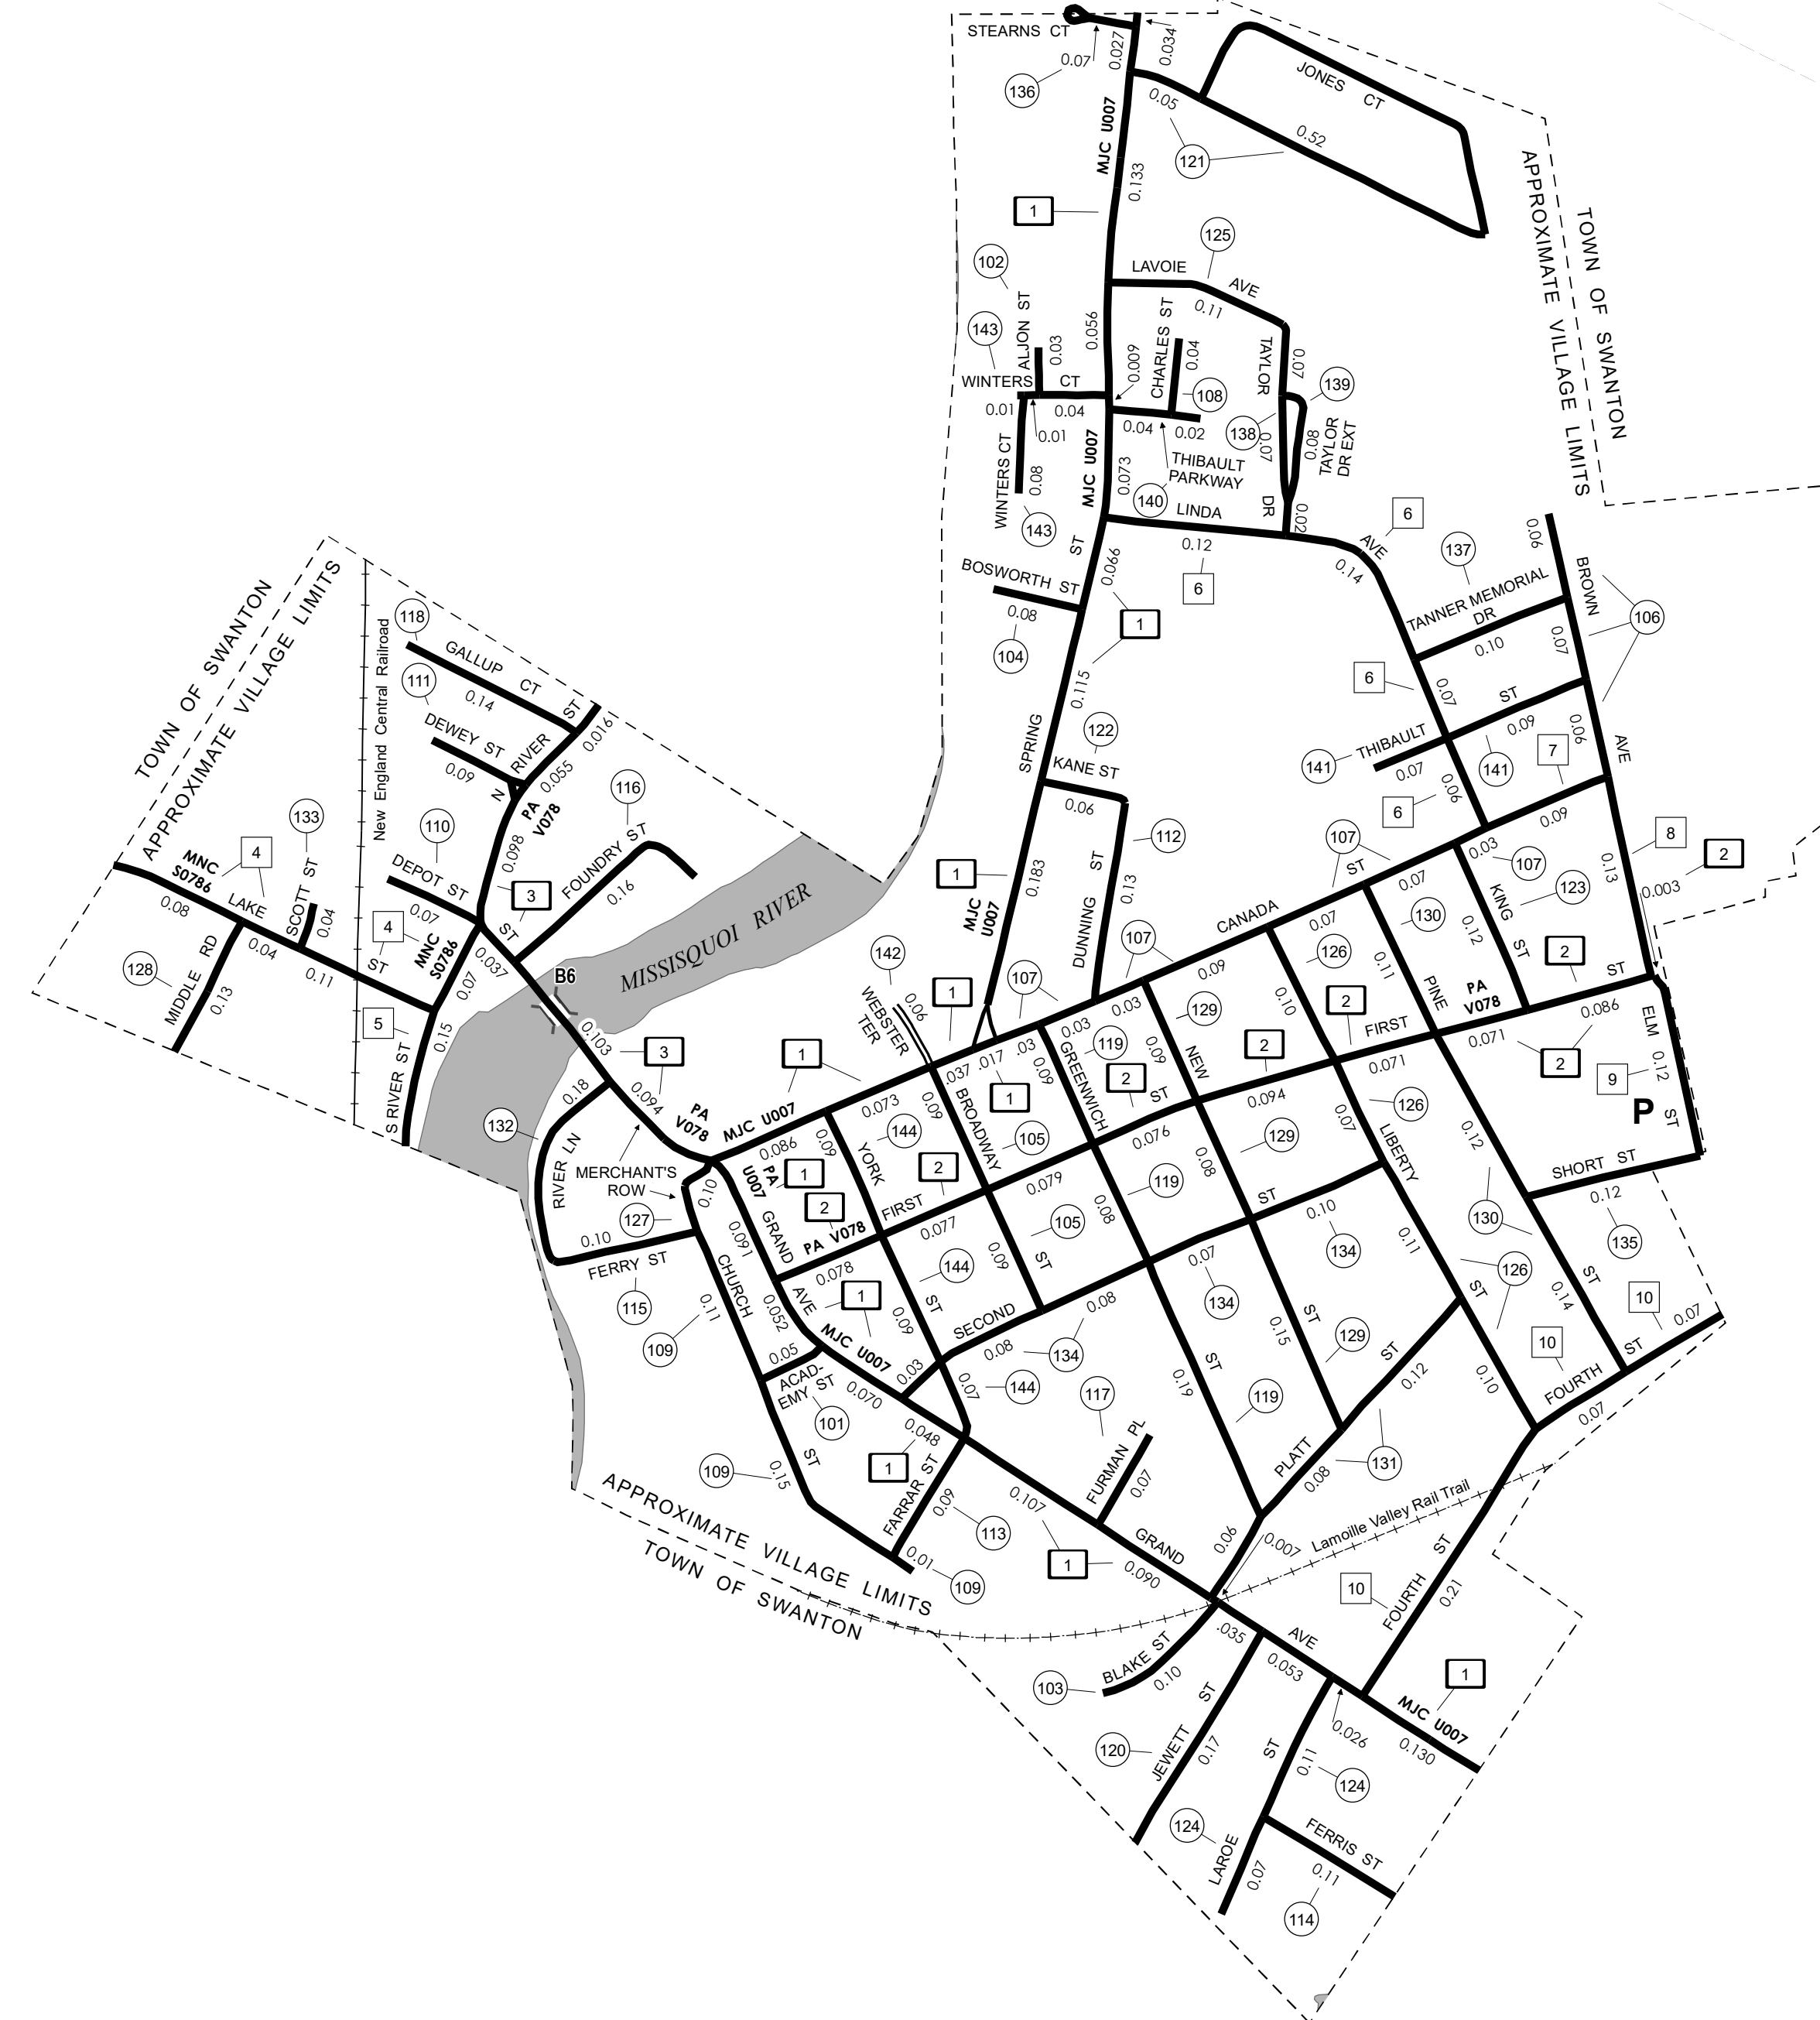 STEARNS CT
0.07
0.027
0.034
136
0.05
JONES CT
0.52
121
MJC U007
0.133
1
APPROXIMATE VILLAGE LIMITS
TOWN OF SWANTON
125
LAVOIE AVE
0.11
102
ALJON ST
0.03
143
WINTERS CT
0.01
0.04
0.01
0.056
0.009
CHARLES ST
0.04
108
TAYLOR DR
0.07
139
138
0.07
0.08
TAYLOR
DR EXT
0.02
WINTERS CT
0.08
143
MJC U007
0.073
0.04
0.02
THIBAULT
PARKWAY
140
LINDA AVE
0.12
6
6
0.14
BOSWORTH ST
0.08
104
0.066
1
0.115
SPRING ST
122
KANE ST
0.06
112
DUNNING ST
0.13
1
0.183
MJC
U007
137
TANNER MEMORIAL
DR
0.10
0.06
BROWN AVE
106
0.07
6
0.07
THIBAULT ST
141
0.07
0.09
141
0.06
7
6
0.06
0.09
107
8
0.13
2
0.003
TOWN OF SWANTON
APPROXIMATE VILLAGE LIMITS
New England Central Railroad
118
GALLUP CT
0.14
111
DEWEY ST
0.09
N RIVER ST
0.016
0.055
PA
V078
116
FOUNDRY ST
0.16
0.098
3
110
DEPOT ST
0.07
133
SCOTT ST
0.04
4
MNC
S0786
LAKE ST
0.08
0.04
0.11
128
MIDDLE RD
0.13
4
MNC
S0786
0.07
0.037
5
0.15
S RIVER ST
B6
MISSISQUOI RIVER
0.103
3
0.094
PA
V078
0.18
132
RIVER LN
MERCHANT'S
ROW
127
0.10
0.10
FERRY ST
115
142
WEBSTER
TER
0.06
1
1
MJC U007
0.086
0.073
.037
.017
.03
1
107
0.03
0.03
107
CANADA ST
0.09
0.07
0.07
0.03
107
KING ST
123
0.12
130
0.11
PINE ST
126
0.10
129
NEW ST
0.09
119
GREENWICH ST
0.09
BROADWAY ST
0.09
105
YORK ST
0.09
144
2
PA
U007
1
GRAND AVE
0.091
2
PA V078
FIRST ST
0.078
0.077
0.079
2
0.076
2
0.094
2
0.071
0.071
PA
V078
2
0.086
2
ELM ST
0.12
9
P
SHORT ST
0.12
135
126
LIBERTY ST
0.07
0.12
130
129
0.08
119
0.08
105
0.09
144
0.09
CHURCH ST
0.11
109
0.052
1
MJC U007
0.05
ACAD-
EMY ST
101
0.070
0.03
SECOND ST
0.08
134
0.08
0.07
134
0.10
134
0.11
126
0.14
10
0.07
10
FOURTH ST
0.07
0.10
0.15
129
PLATT ST
0.12
131
0.08
0.19
119
117
FURMAN PL
0.07
0.07
144
0.048
1
FARRAR ST
0.09
113
109
0.15
0.01
109
0.107
1
GRAND AVE
0.090
0.06
0.007
Lamoille Valley Rail Trail
APPROXIMATE VILLAGE LIMITS
TOWN OF SWANTON
10
FOURTH ST
0.21
BLAKE ST
0.10
103
.035
0.053
0.026
1
MJC U007
0.130
120
JEWETT ST
0.17
LAROE ST
0.11
124
124
0.07
FERRIS ST
0.11
114